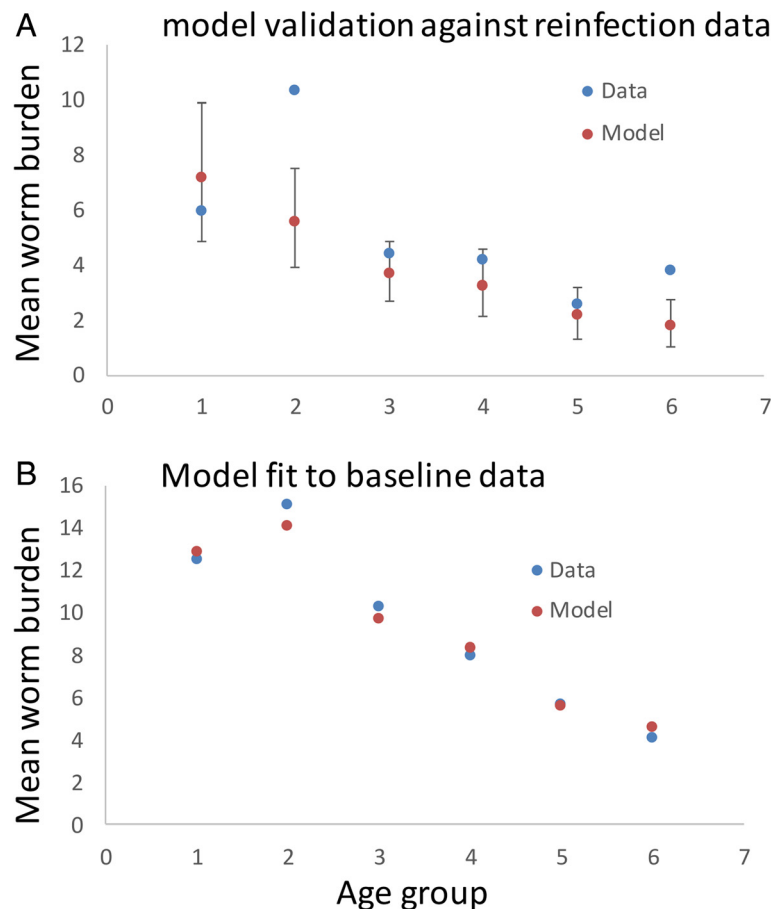 A
model validation against reinfection data
12
10
8
6
4
2
0
Mean worm burden
Data
Model
0 1 2 3 4 5 6 7
B
Model fit to baseline data
16
14
12
10
8
6
4
2
0
Mean worm burden
Data
Model
0 1 2 3 4 5 6 7
Age group